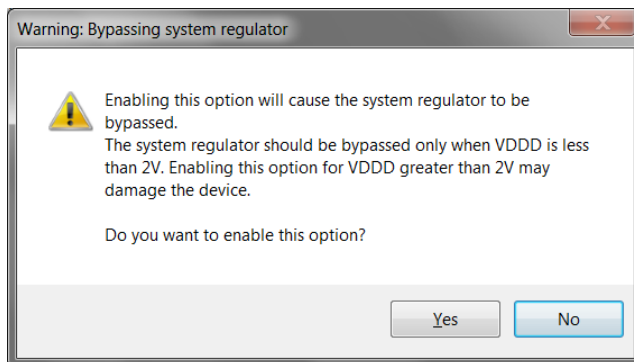 Warning: Bypassing system regulator
Enabling this option will cause the system regulator to be
bypassed.
The system regulator should be bypassed only when VDDD is less
than 2V. Enabling this option for VDDD greater than 2V may
damage the device.
Do you want to enable this option?
Yes
No